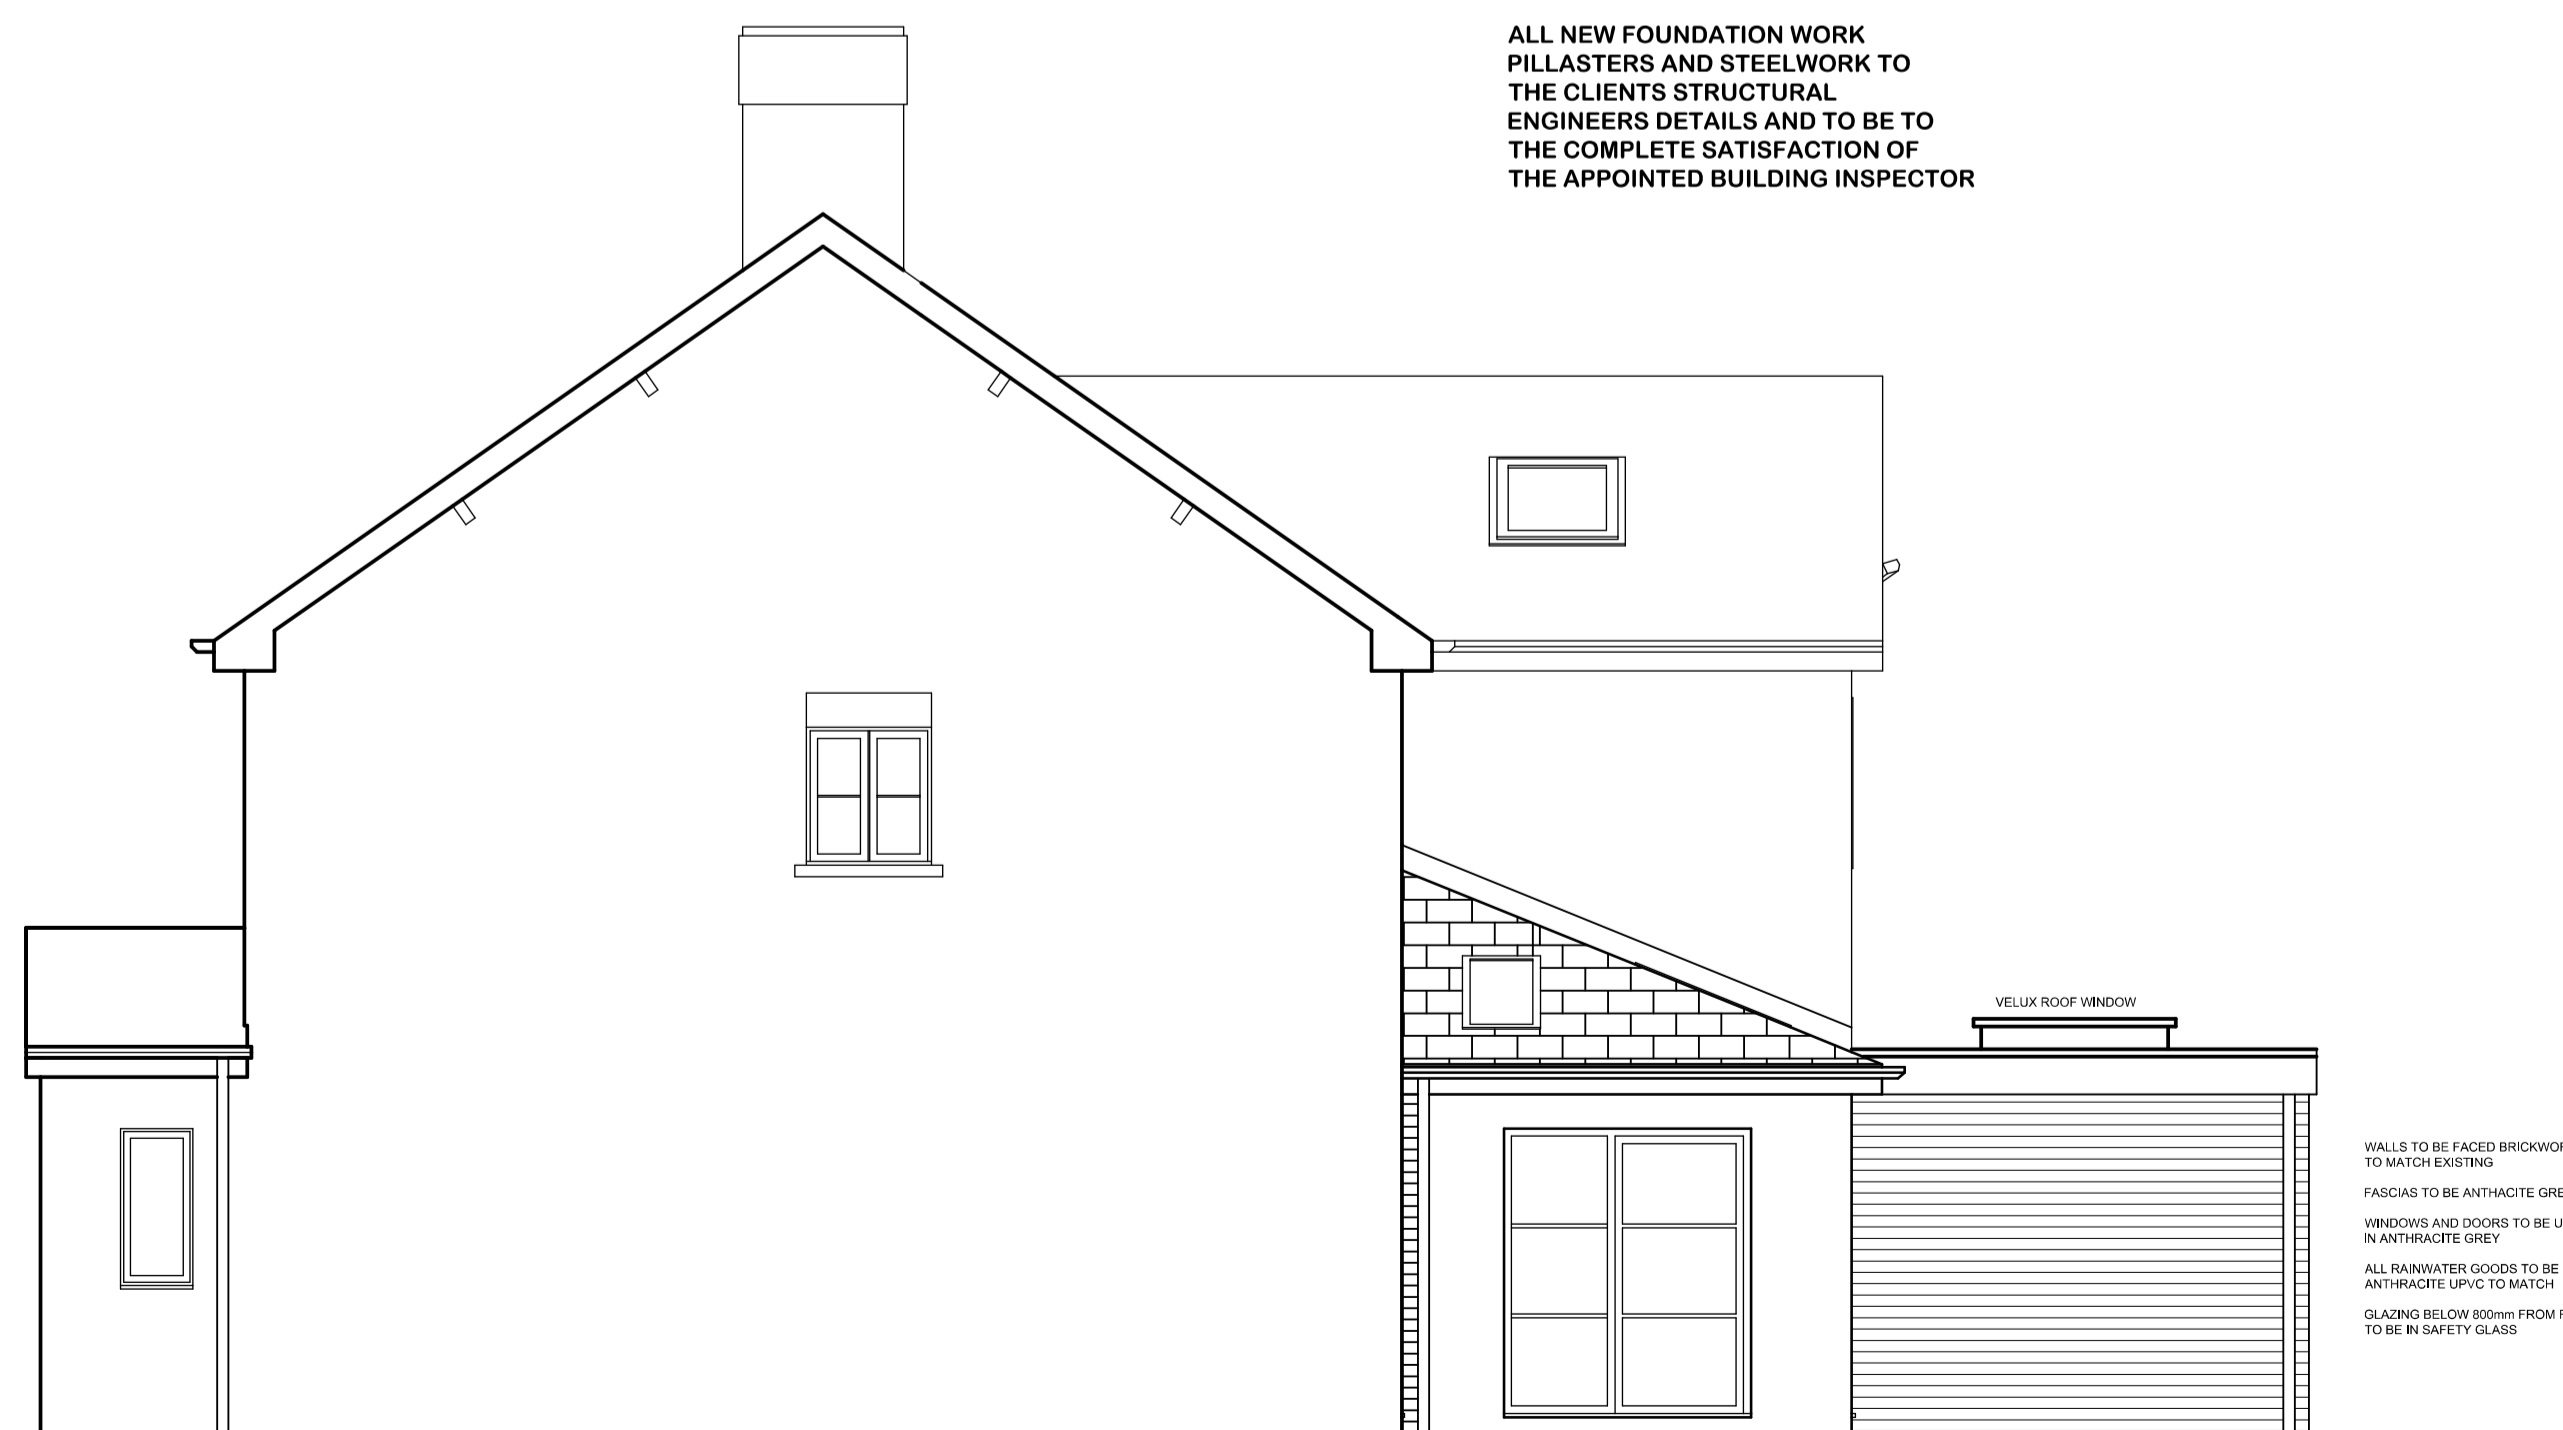 ALL NEW FOUNDATION WORK
PILLASTERS AND STEELWORK TO
THE CLIENTS STRUCTURAL
ENGINEERS DETAILS AND TO BE TO
THE COMPLETE SATISFACTION OF
THE APPOINTED BUILDING INSPECTOR
VELUX ROOF WINDOW
WALLS TO BE FACED
TO MATCH EXISTING
FASCIAS TO BE ANTHACITE
WINDOWS AND DOORS TO BE
IN ANTHRACITE GREY
ALL RAINWATER GOODS TO BE
ANTHRACITE UPVC TO MATCH
GLAZING BELOW 800mm FROM
TO BE IN SAFETY GLASS